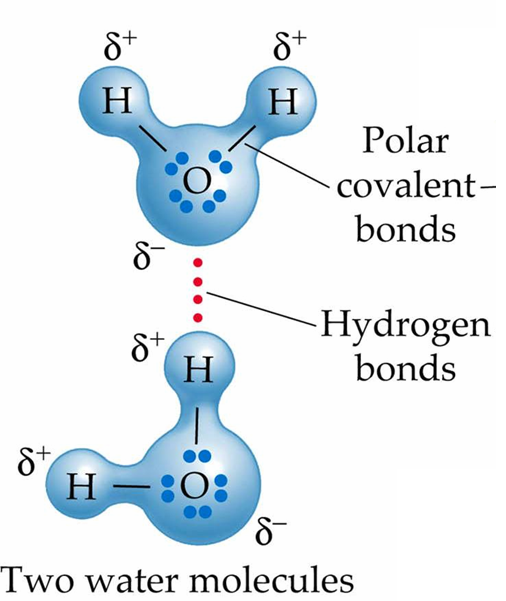 δ+ δ+
H H
Polar
covalent–
bonds
O
δ–
Hydrogen
bonds
δ+
H
δ+
H O
δ–
Two water molecules